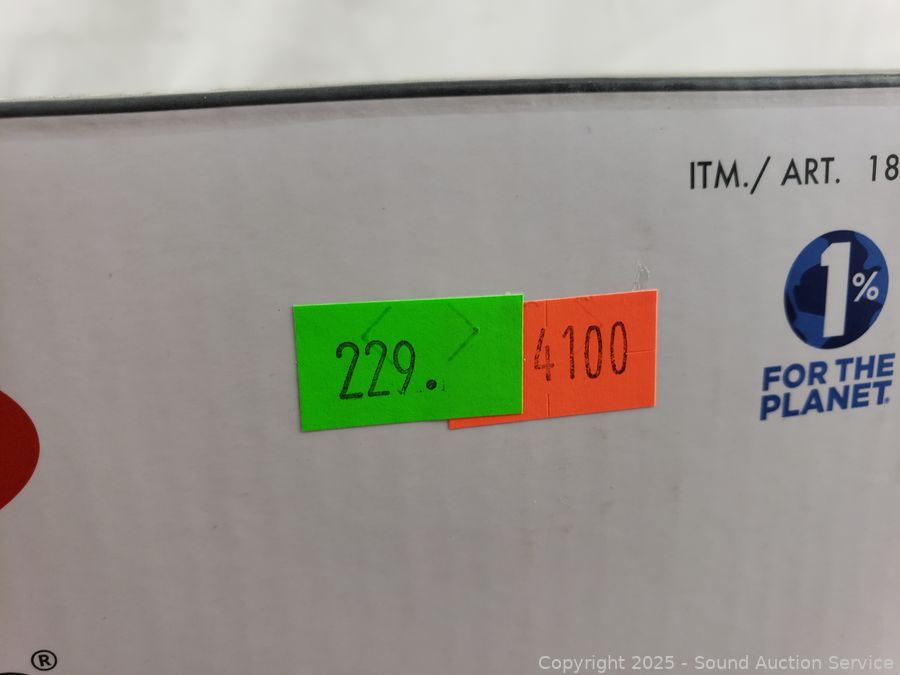 ITM./ ART. 18
1%
FOR THE
PLANET®
229.
4100
®
Copyright 2025 - Sound Auction Service